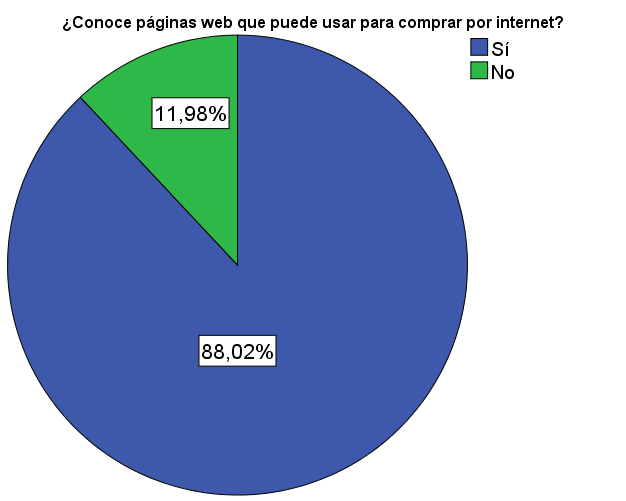 ¿Conoce páginas web que puede usar para comprar por internet?
Sí
No
11,98%
88,02%